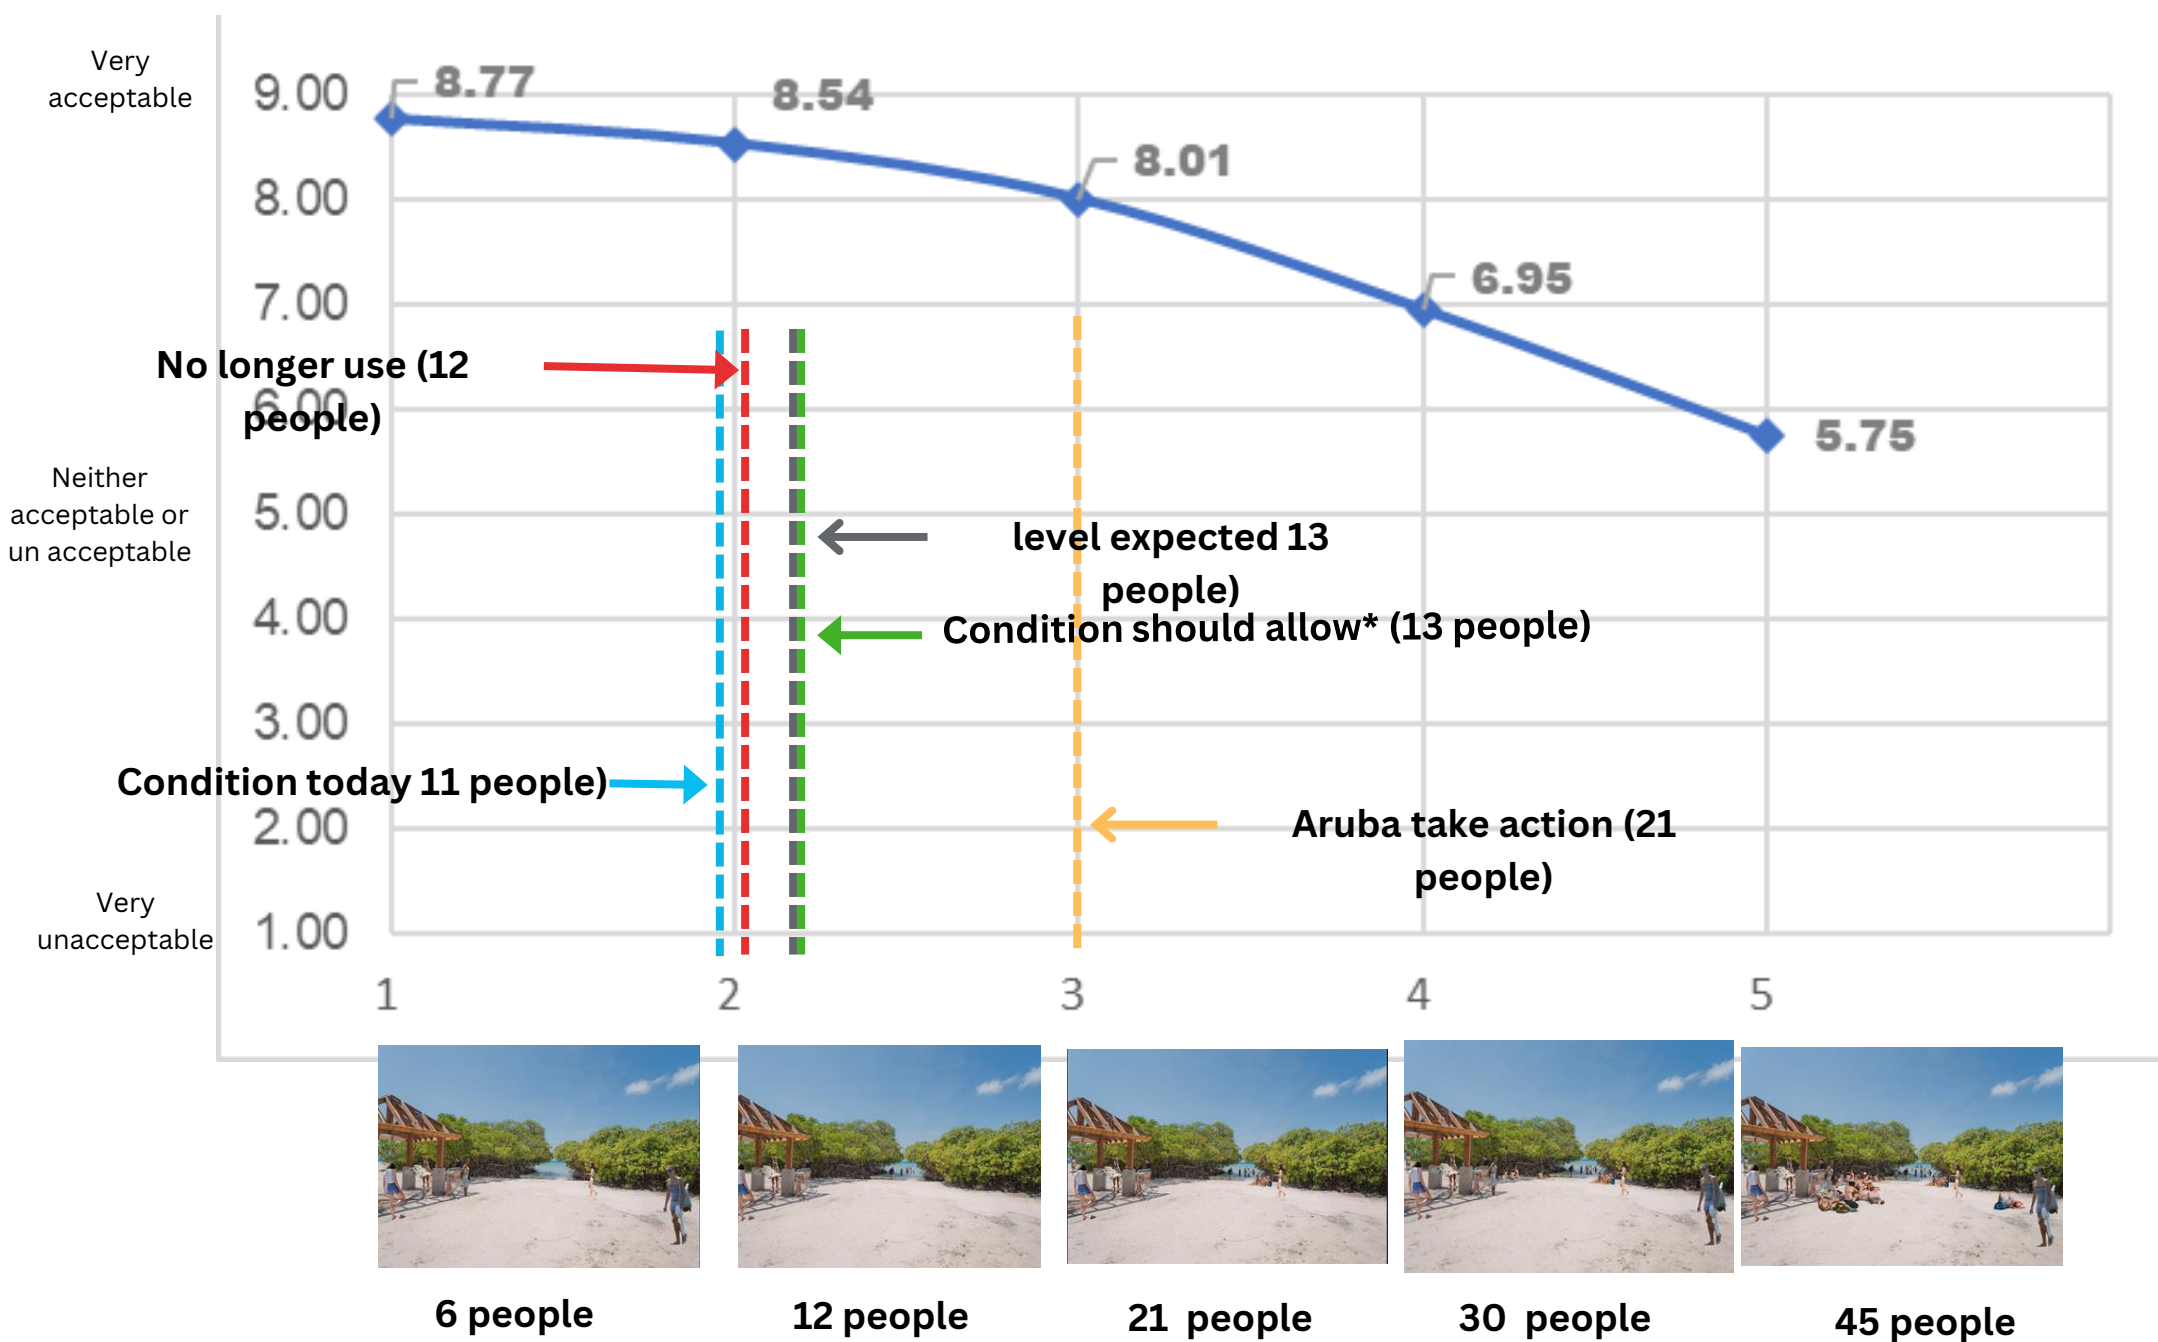 Very
acceptable
9.00
8.77
8.54
8.00
8.01
7.00
6.95
No longer use (12
people)
6.00
5.75
Neither
acceptable or
un acceptable
5.00
level expected 13
people)
4.00
Condition should allow* (13 people)
3.00
Condition today 11 people)
2.00
Aruba take action (21
people)
Very
unacceptable
1.00
1 2 3 4 5
6 people
12 people
21 people
30 people
45 people